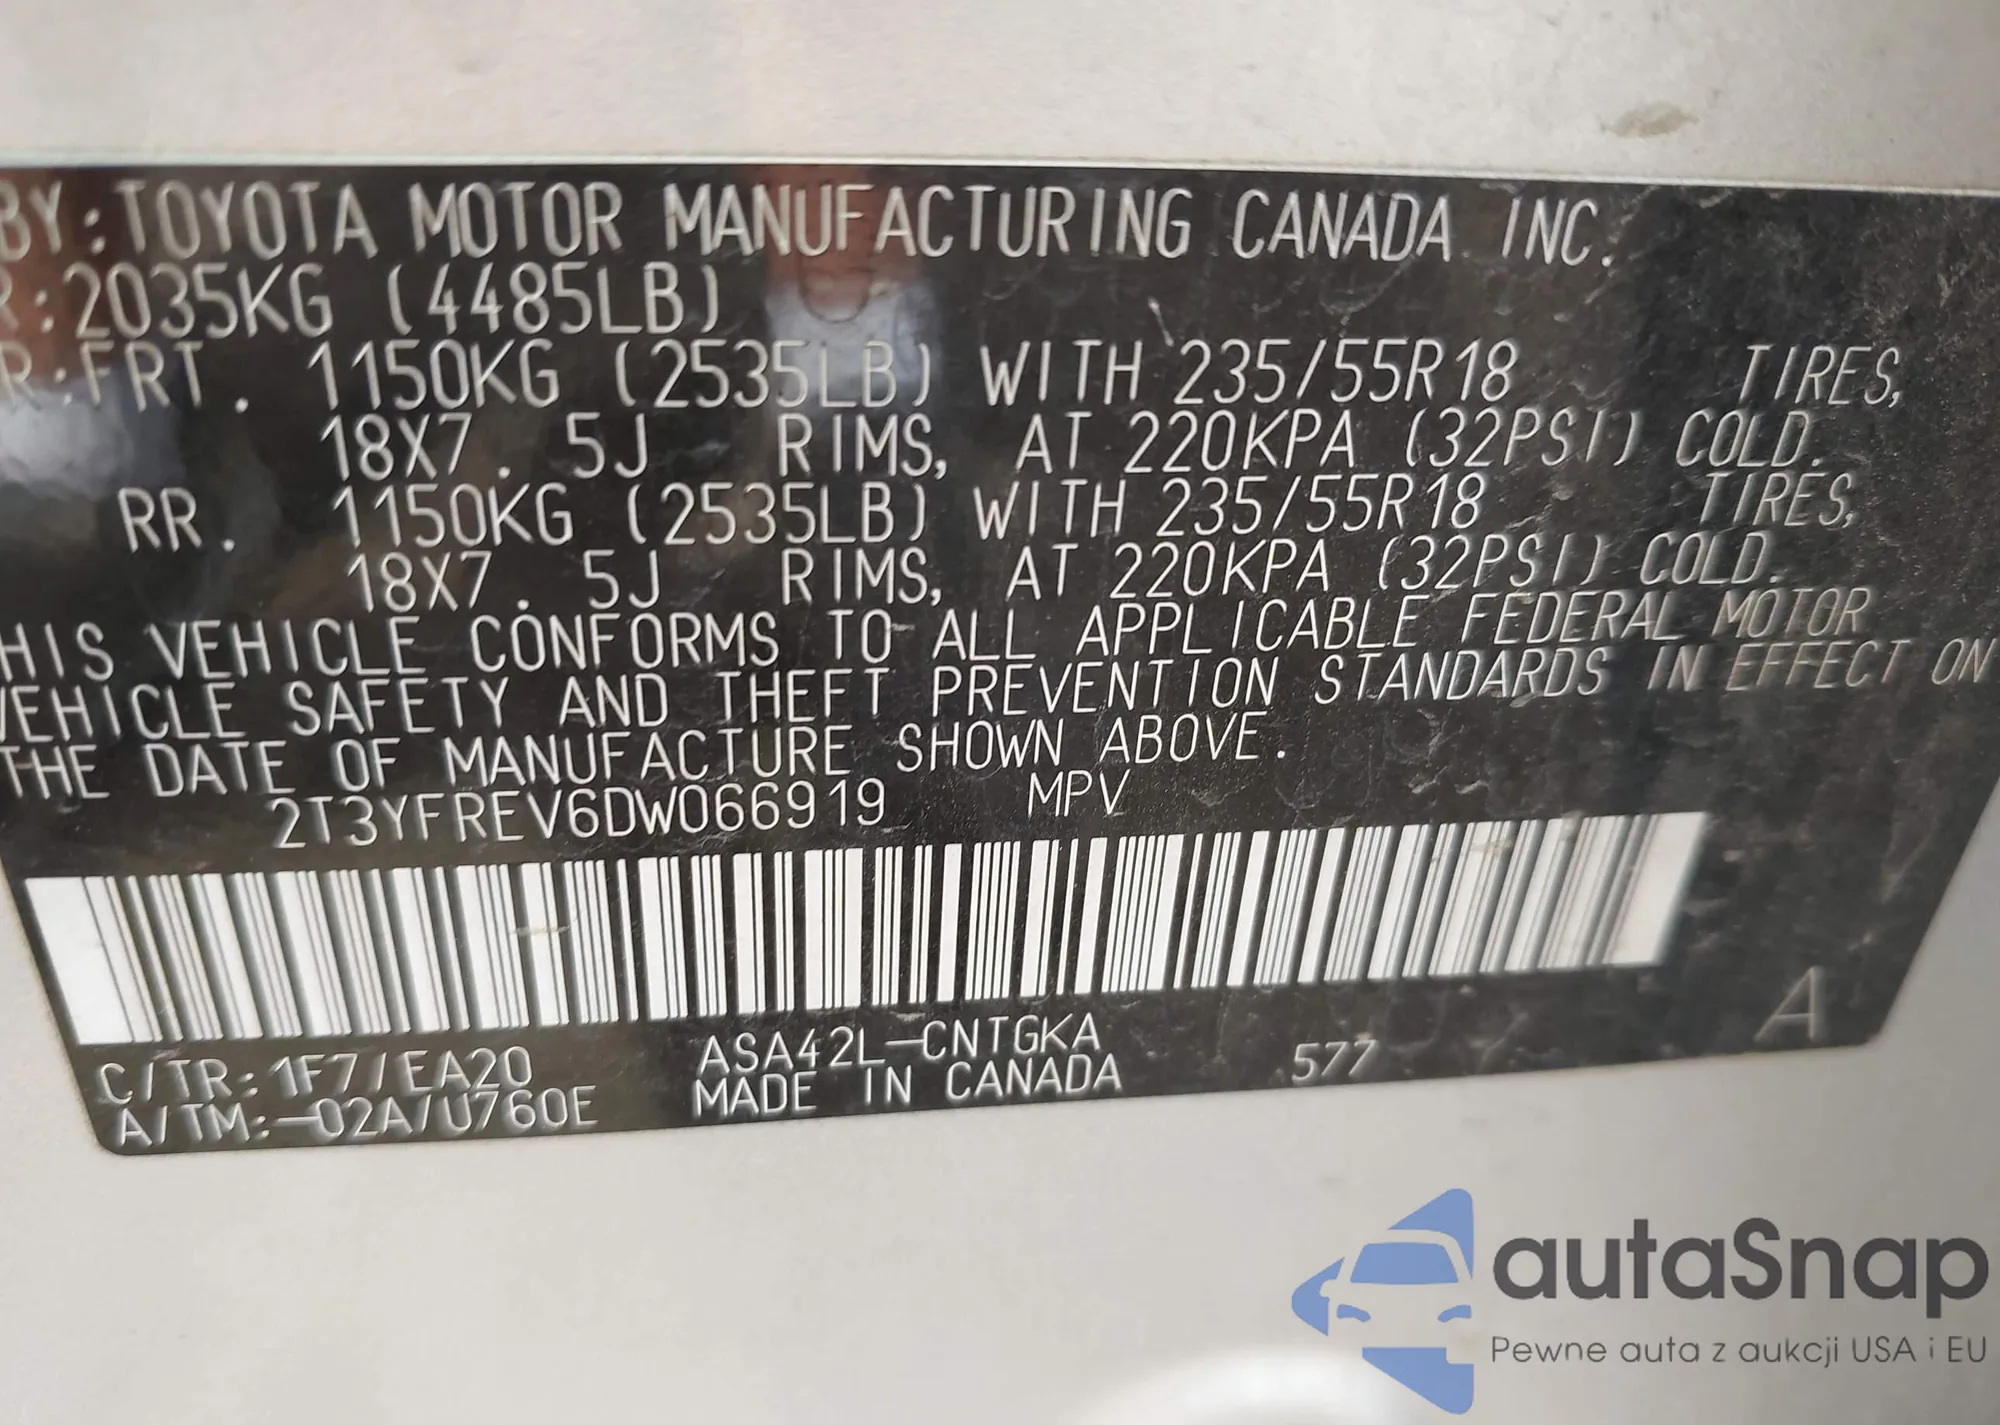 BY:TOYOTA MOTOR MANUFACTURING CANADA INC.
R:2035KG (4485LB)
R:FRT. 1150KG (2535LB) WITH 235/55R18 TIRES,
18X7.5J RIMS, AT 220KPA (32PSI) COLD.
RR. 1150KG (2535LB) WITH 235/55R18 TIRES,
18X7.5J RIMS, AT 220KPA (32PSI) COLD.
HIS VEHICLE CONFORMS TO ALL APPLICABLE FEDERAL MOTOR
VEHICLE SAFETY AND THEFT PREVENTION STANDARDS IN EFFECT ON
THE DATE OF MANUFACTURE SHOWN ABOVE.
2T3YFREV6DW066919 MPV
C/TR:1F7/EA20 ASA42L-CNTGKA 577 A
A/TM:-02A/U760E MADE IN CANADA
autaSnap
Pewne auta z aukcji USA i EU